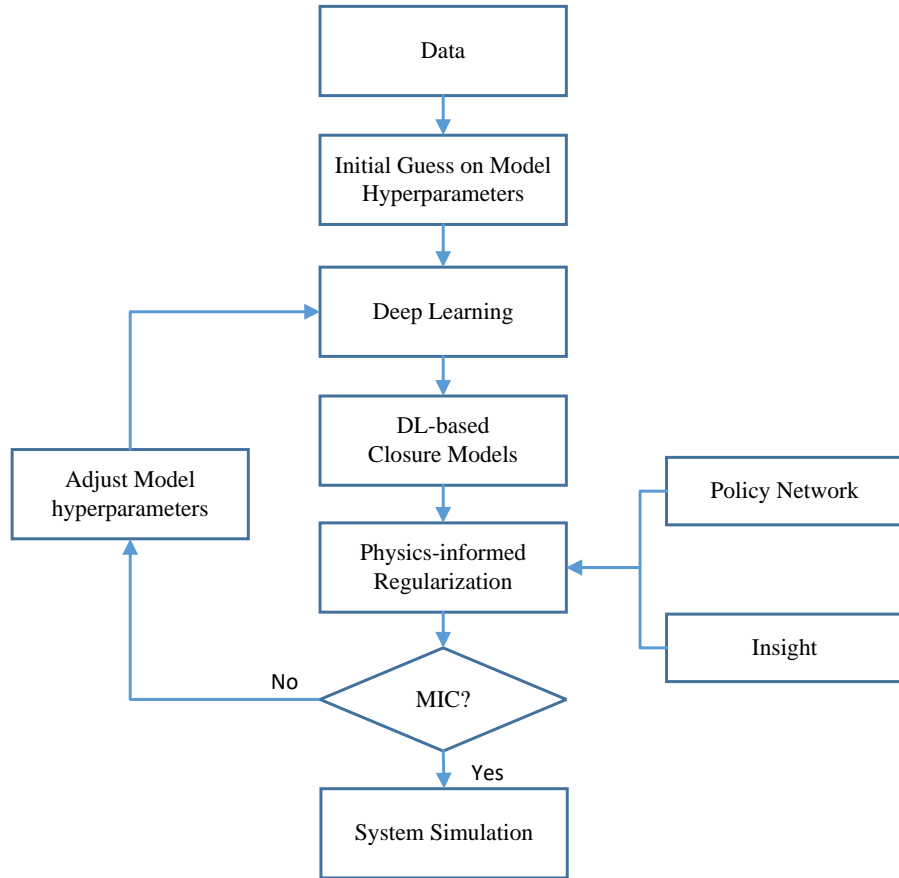 Data
Initial Guess on Model
Hyperparameters
Deep Learning
DL-based
Closure Models
Adjust Model
hyperparameters
Policy Network
Physics-informed
Regularization
Insight
No
MIC?
Yes
System Simulation